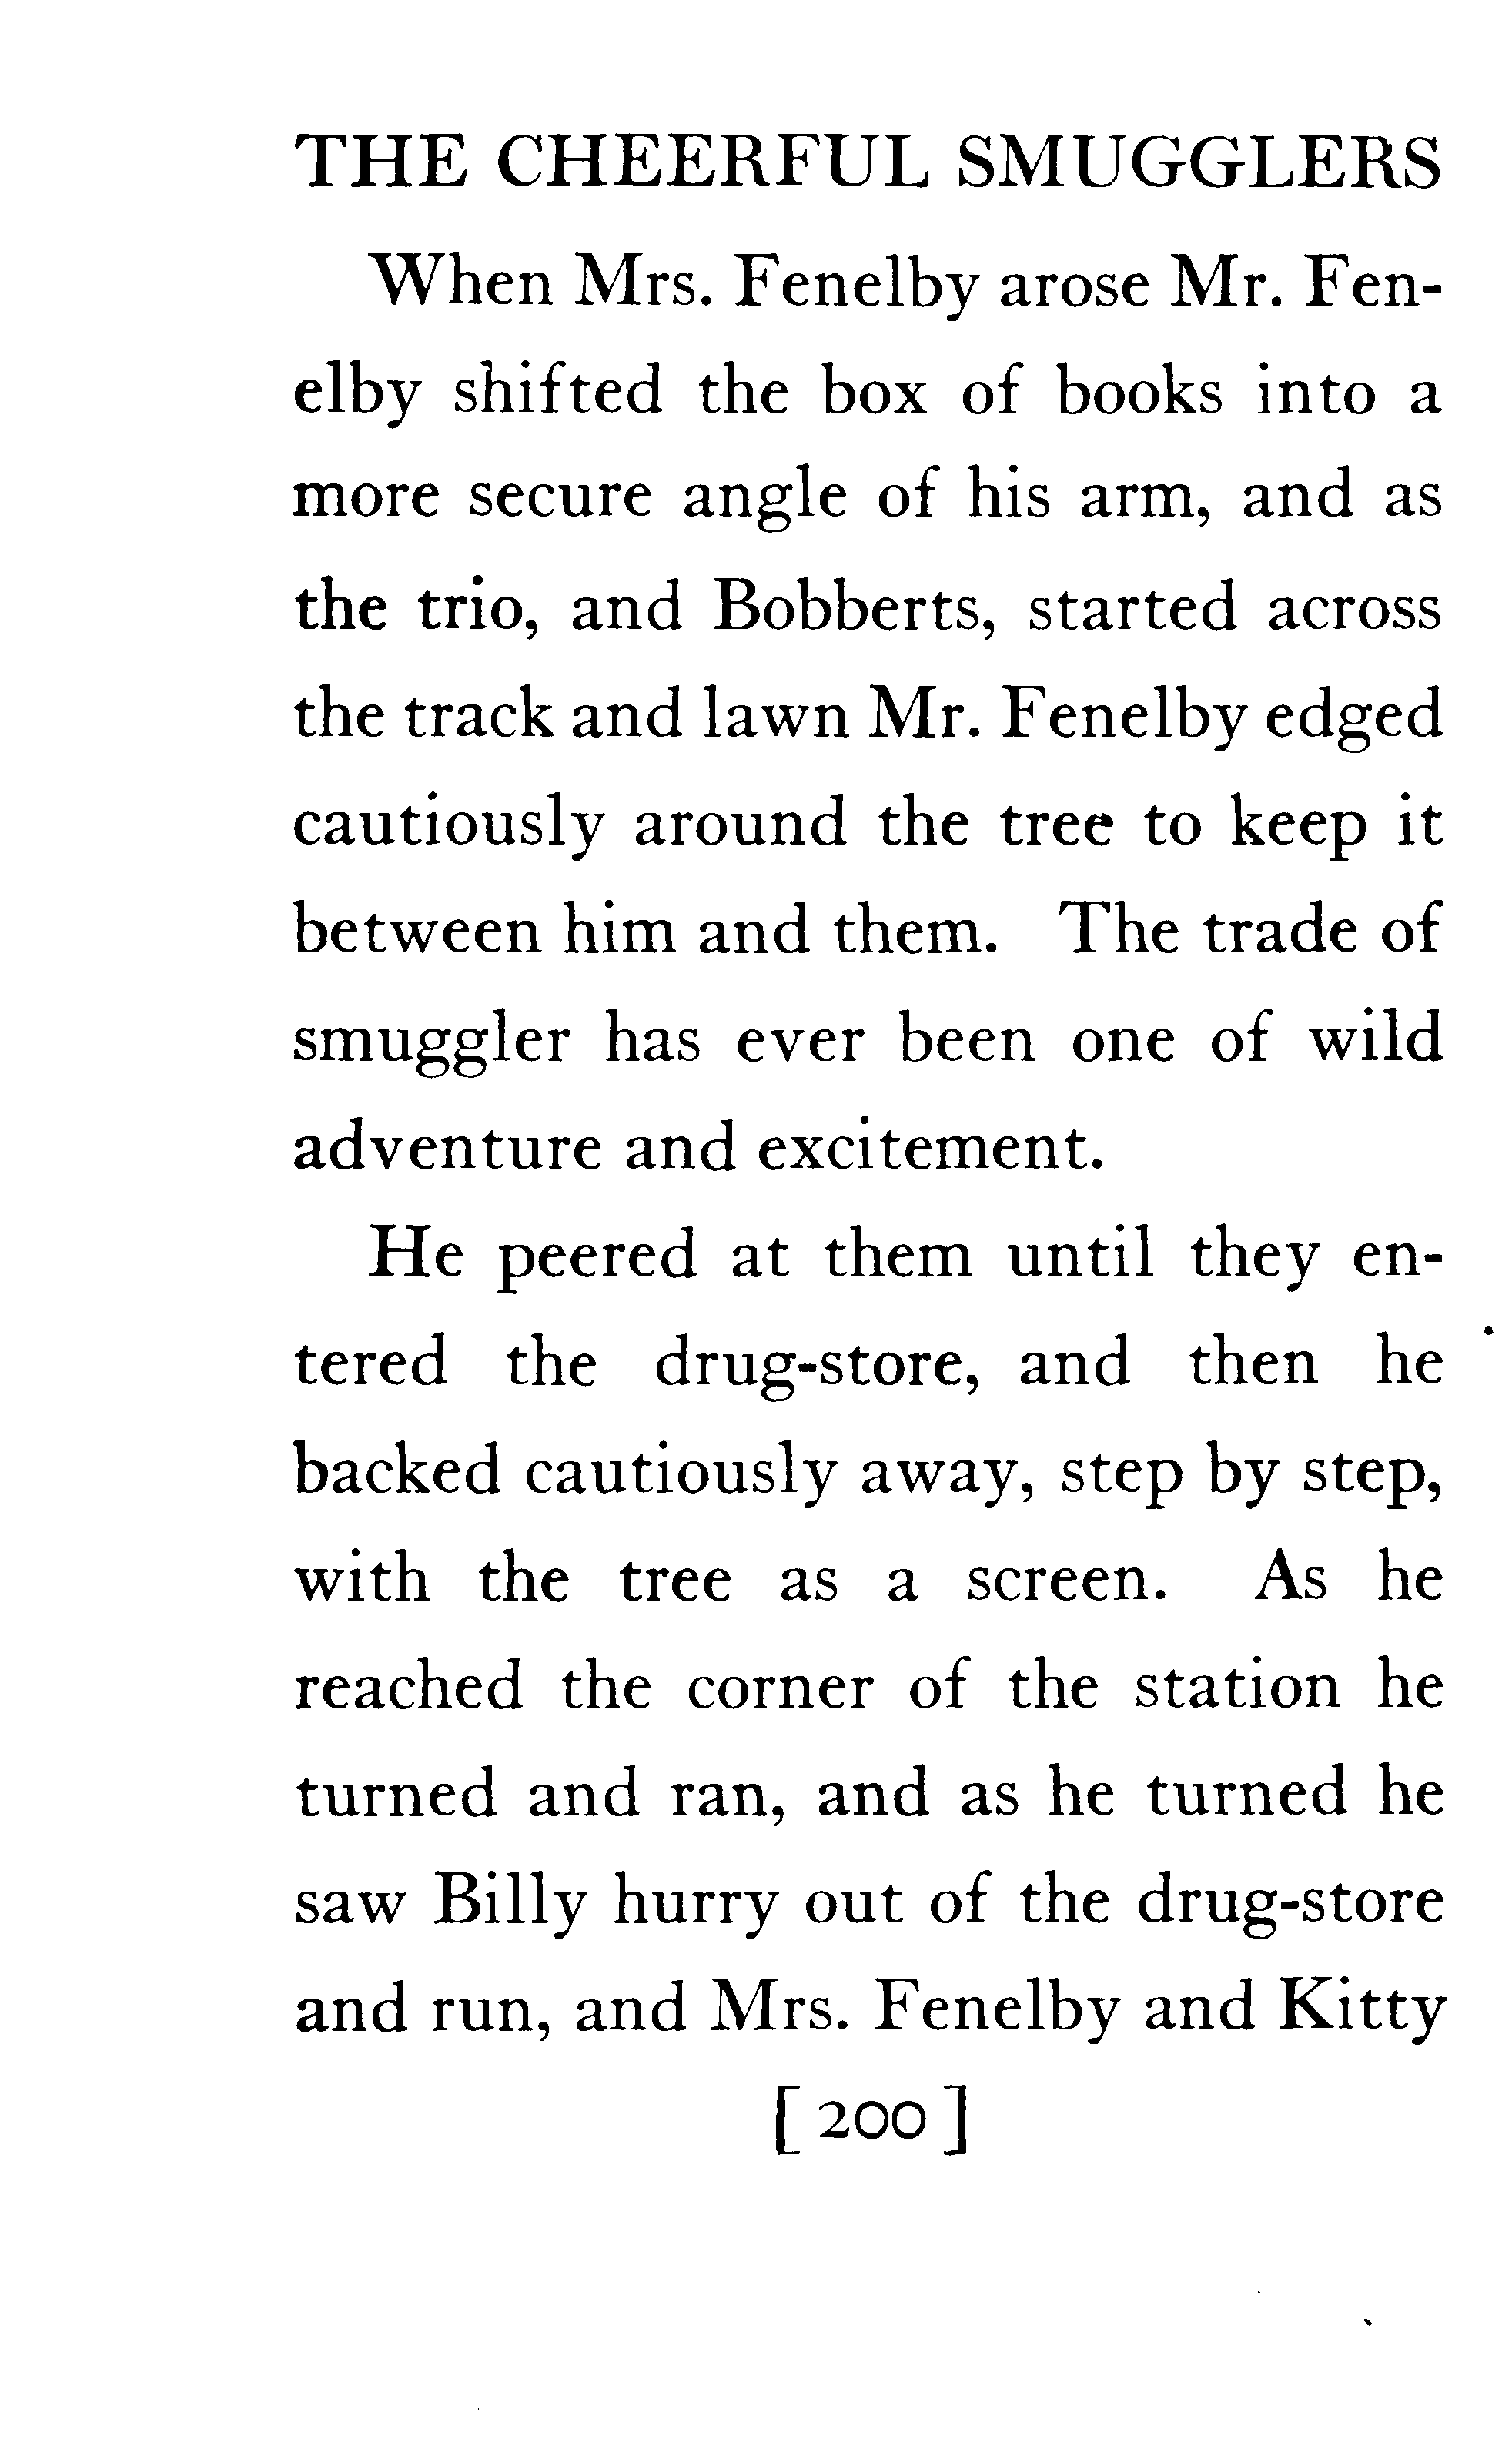 THE CHEERFUL SMUGGLERS
When Mrs. Fenelby arose Mr. Fen-
elby shifted the box of books into a
more secure angle of his arm, and as
the trio, and Bobberts, started across
the track and lawn Mr. Fenelby edged
cautiously around the tree to keep it
between him and them. The trade of
smuggler has ever been one of wild
adventure and excitement.
He peered at them until they en-
tered the drug-store, and then he
backed cautiously away, step by step,
with the tree as a screen. As he
reached the corner of the station he
turned and ran, and as he turned he
saw Billy hurry out of the drug-store
and run, and Mrs. Fenelby and Kitty
[ 200 ]